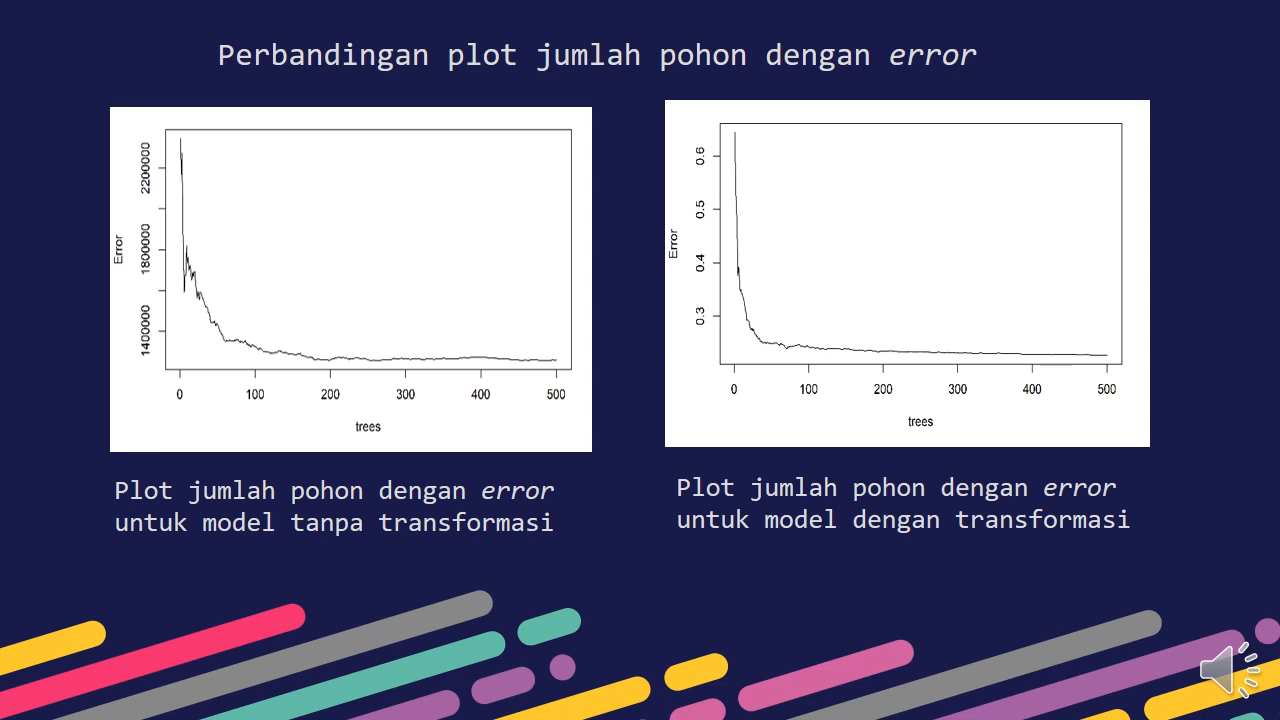 Perbandingan plot jumlah pohon dengan error
Error
2200000
1800000
1400000
0 100 200 300 400 500
trees
Plot jumlah pohon dengan error
untuk model tanpa transformasi
Error
0.6
0.5
0.4
0.3
0 100 200 300 400 500
trees
Plot jumlah pohon dengan error
untuk model dengan transformasi